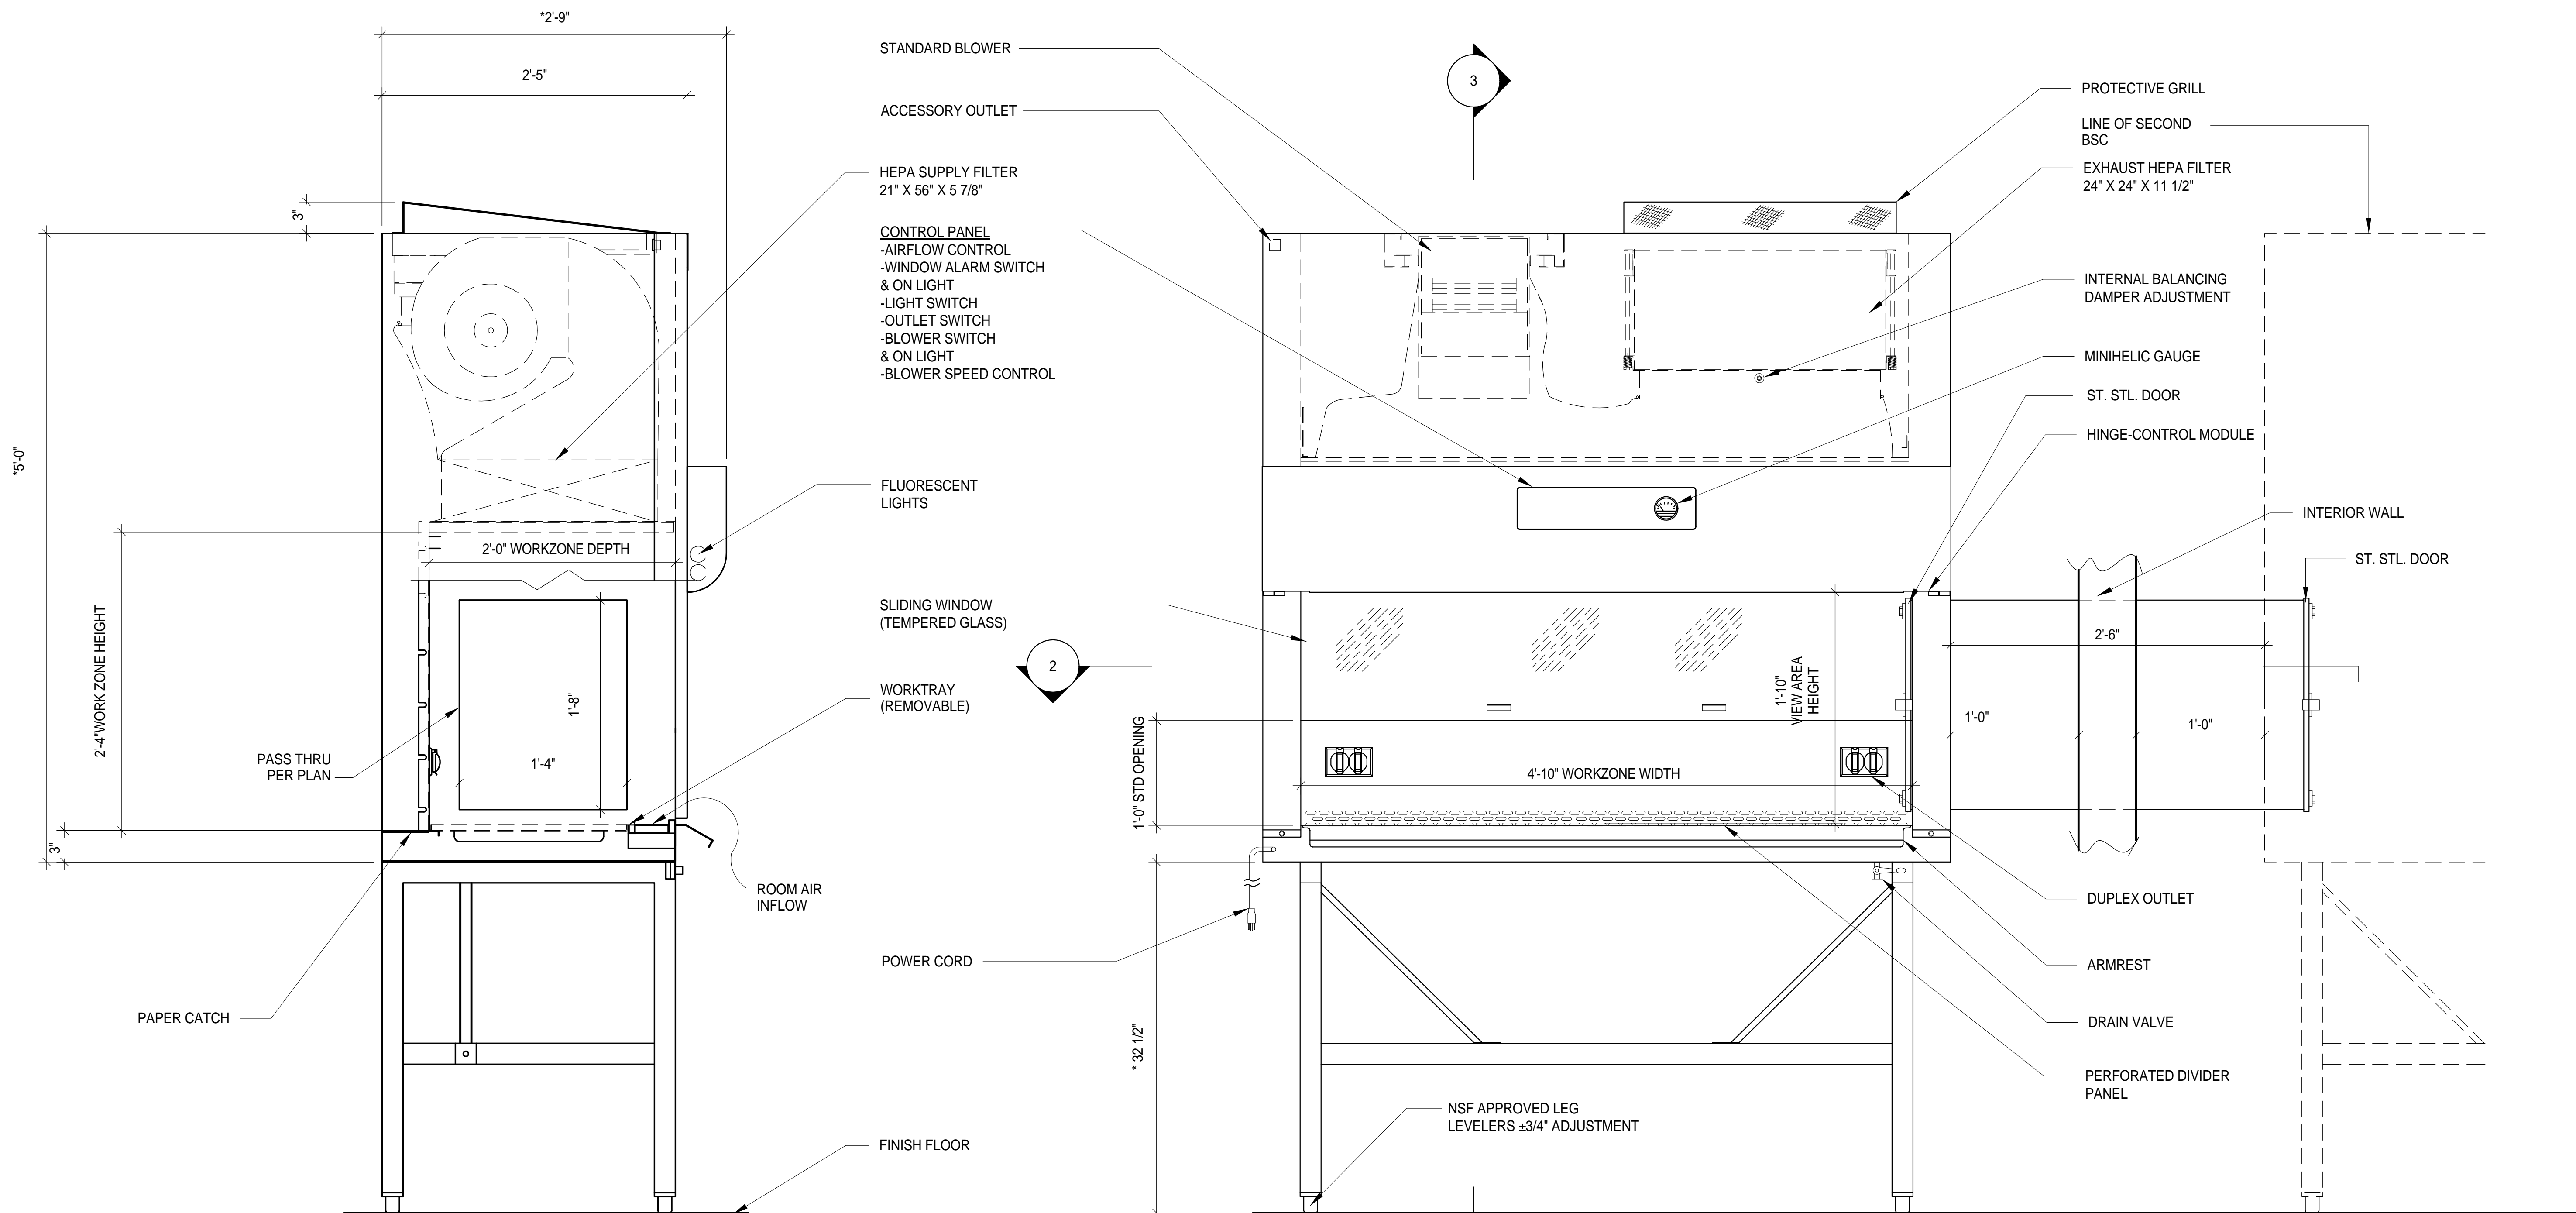 *2'-9"
2'-5"
3"
*5'-0"
2'-4"WORK ZONE HEIGHT
3"
2'-0" WORKZONE DEPTH
1'-8"
1'-4"
PASS THRU
PER PLAN
PAPER CATCH
ROOM AIR
INFLOW
STANDARD BLOWER
ACCESSORY OUTLET
HEPA SUPPLY FILTER
21" X 56" X 5 7/8"
CONTROL PANEL
-AIRFLOW CONTROL
-WINDOW ALARM SWITCH
& ON LIGHT
-LIGHT SWITCH
-OUTLET SWITCH
-BLOWER SWITCH
& ON LIGHT
-BLOWER SPEED CONTROL
FLUORESCENT
LIGHTS
SLIDING WINDOW
(TEMPERED GLASS)
WORKTRAY
(REMOVABLE)
POWER CORD
FINISH FLOOR
3
2
1'-0" STD OPENING
* 32 1/2"
4'-10" WORKZONE WIDTH
1'-10"
VIEW AREA
HEIGHT
NSF APPROVED LEG
LEVELERS ±3/4" ADJUSTMENT
PROTECTIVE GRILL
LINE OF SECOND
BSC
EXHAUST HEPA FILTER
24" X 24" X 11 1/2"
INTERNAL BALANCING
DAMPER ADJUSTMENT
MINIHELIC GAUGE
ST. STL. DOOR
HINGE-CONTROL MODULE
INTERIOR WALL
ST. STL. DOOR
2'-6"
1'-0"
1'-0"
DUPLEX OUTLET
ARMREST
DRAIN VALVE
PERFORATED DIVIDER
PANEL